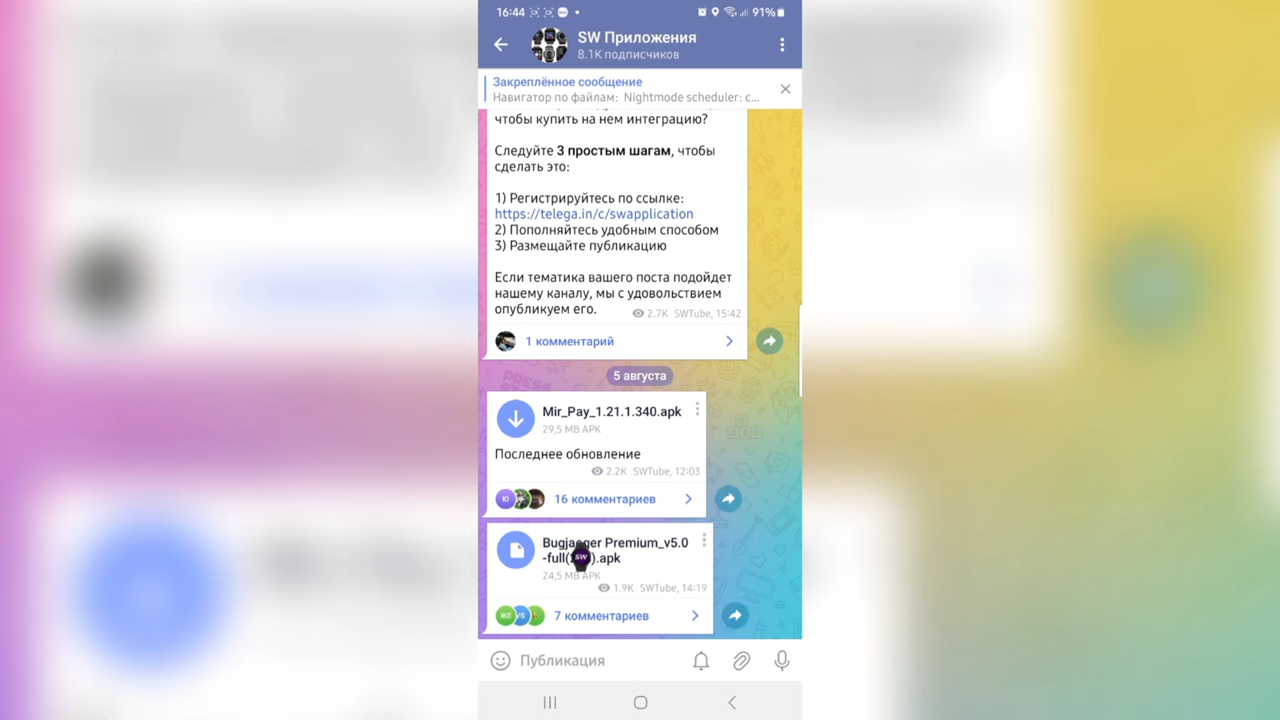 16:44
91%
SW Приложения
8.1K подписчиков
Закреплённое сообщение
Навигатор по файлам: Nightmode scheduler: с...
чтобы купить на нем интеграцию?
Следуйте 3 простым шагам, чтобы
сделать это:
1) Регистрируйтесь по ссылке:
https://telega.in/c/swapplication
2) Пополняйтесь удобным способом
3) Размещайте публикацию
Если тематика вашего поста подойдет
нашему каналу, мы с удовольствием
опубликуем его.
2.7K SWTube, 15:42
1 комментарий
5 августа
Mir_Pay_1.21.1.340.apk
29,5 MB APK
Последнее обновление
2.2K SWTube, 12:03
Ю
16 комментариев
Bugjaeger Premium_v5.0
-full( ).apk
SW
24,5 MB APK
1.9K SWTube, 14:19
ЖЕ VS
7 комментариев
Публикация